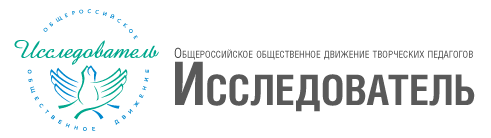 ОБЩЕРОССИЙСКОЕ
Исследователь
ОБЩЕСТВЕННОЕ ДВИЖЕНИЕ
Общероссийское общественное движение творческих педагогов
Исследователь